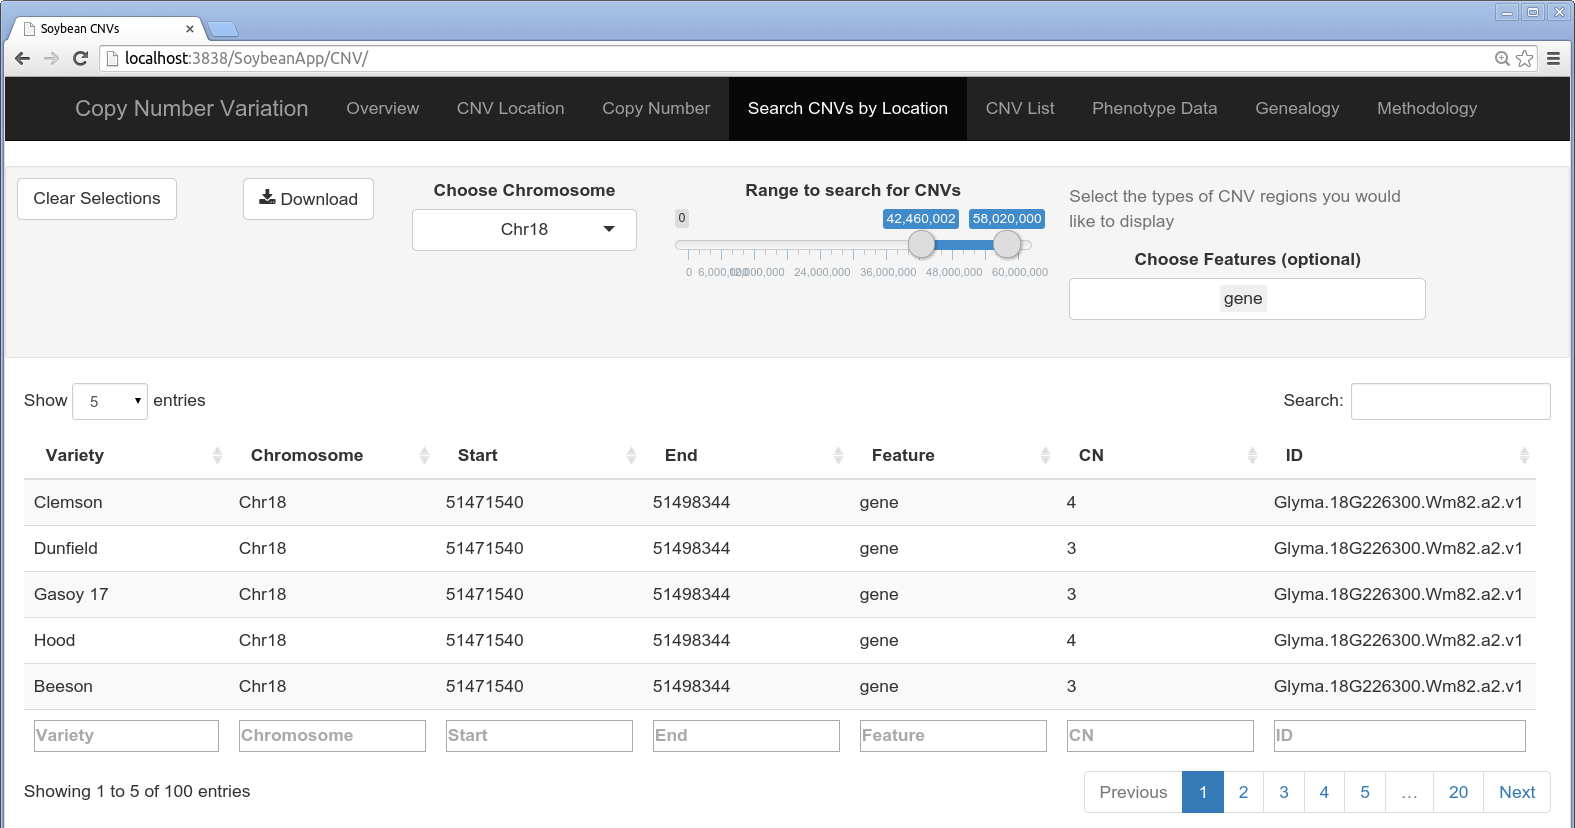 Soybean CNVs ×
localhost:3838/SoybeanApp/CNV/
Copy Number Variation Overview CNV Location Copy Number Search CNVs by Location CNV List Phenotype Data Genealogy Methodology
Clear Selections
Download
Choose Chromosome
Chr18
Range to search for CNVs
0 42,460,002 58,020,000
0 6,000,000 12,000,000 24,000,000 36,000,000 48,000,000 60,000,000
Select the types of CNV regions you would
like to display
Choose Features (optional)
gene
Show 5 entries Search:
Variety Chromosome Start End Feature CN ID
Clemson Chr18 51471540 51498344 gene 4 Glyma.18G226300.Wm82.a2.v1
Dunfield Chr18 51471540 51498344 gene 3 Glyma.18G226300.Wm82.a2.v1
Gasoy 17 Chr18 51471540 51498344 gene 3 Glyma.18G226300.Wm82.a2.v1
Hood Chr18 51471540 51498344 gene 4 Glyma.18G226300.Wm82.a2.v1
Beeson Chr18 51471540 51498344 gene 3 Glyma.18G226300.Wm82.a2.v1
Variety Chromosome Start End Feature CN ID
Showing 1 to 5 of 100 entries Previous 1 2 3 4 5 … 20 Next